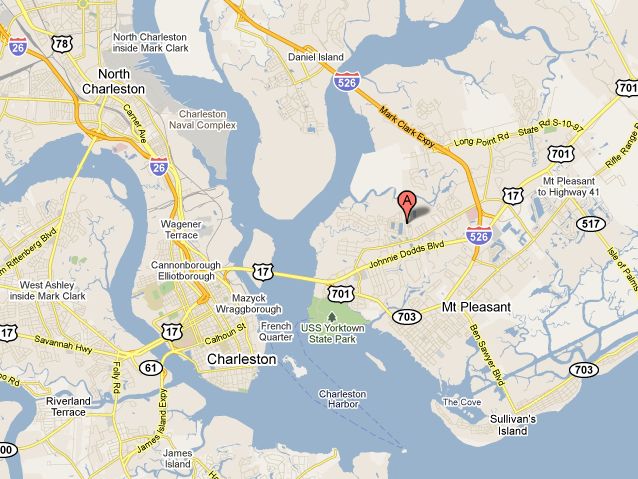 26
78
North Charleston
inside Mark Clark
Daniel Island
526
North
Charleston
Carner Ave
Charleston
Naval Complex
Mark Clark Expy
Long Point Rd
State Rd S-10-97
701
Rifle Range
701
26
A
17
Mt Pleasant
to Highway 41
517
Wagener
Terrace
526
Isle of Palms
Rittenberg Blvd
West Ashley
inside Mark Clark
Cannonborough
Elliotborough
17
Johnnie Dodds Blvd
701
703
Mt Pleasant
Mazyck
Wraggborough
17
17
Savannah Hwy
Calhoun St
French
Quarter
USS Yorktown
State Park
Ben Sawyer Blvd
61
Charleston
Folly Rd
703
Riverland
Terrace
Charleston
Harbor
The Cove
Sullivan's
Island
James Island Expy
James
Island